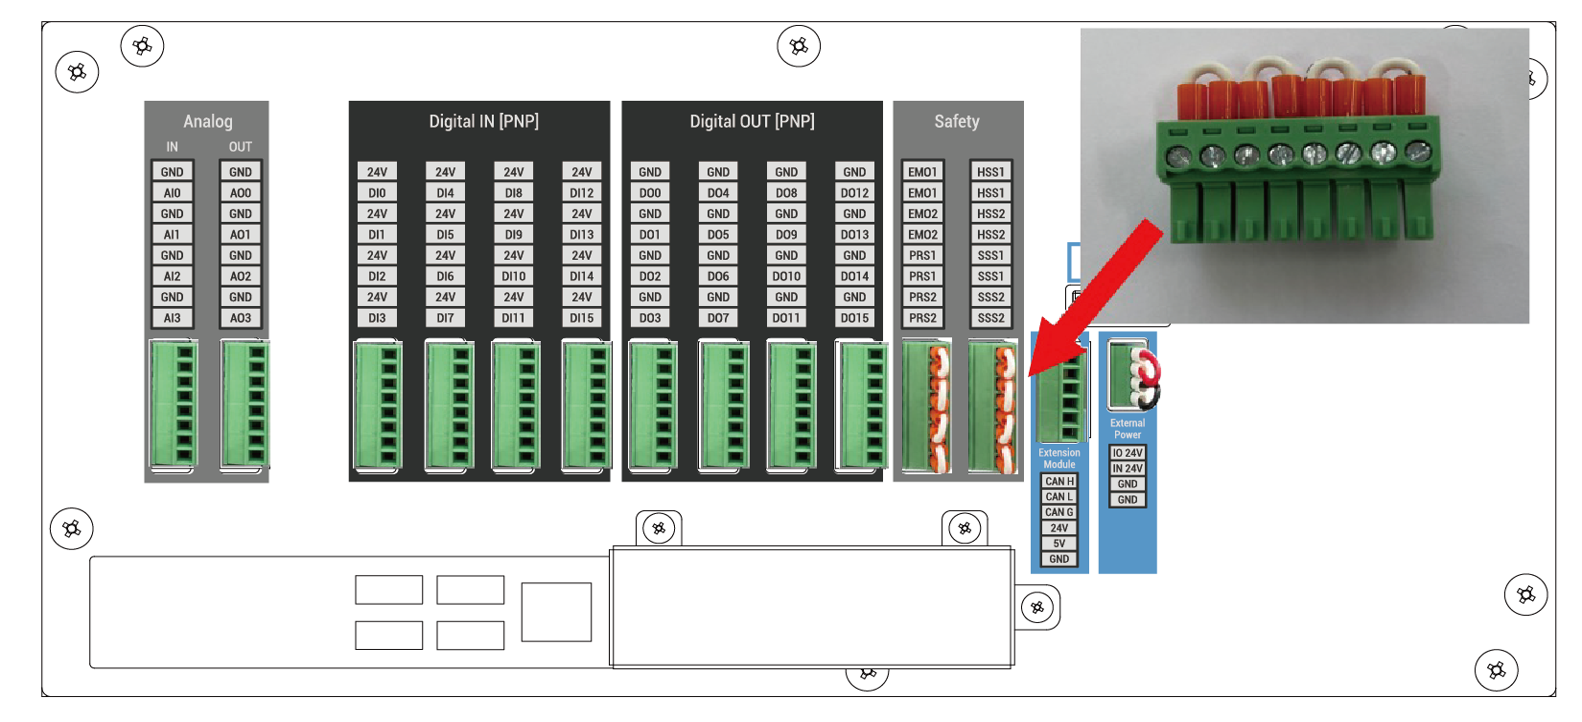 Analog
IN OUT
GND GND
AI0 AO0
GND GND
AI1 AO1
GND GND
AI2 AO2
GND GND
AI3 AO3
Digital IN [PNP]
24V 24V 24V 24V
DI0 DI4 DI8 DI12
24V 24V 24V 24V
DI1 DI5 DI9 DI13
24V 24V 24V 24V
DI2 DI6 DI10 DI14
24V 24V 24V 24V
DI3 DI7 DI11 DI15
Digital OUT [PNP]
GND GND GND GND
DO0 DO4 DO8 DO12
GND GND GND GND
DO1 DO5 DO9 DO13
GND GND GND GND
DO2 DO6 DO10 DO14
GND GND GND GND
DO3 DO7 DO11 DO15
Safety
EMO1 HSS1
EMO1 HSS1
EMO2 HSS2
EMO2 HSS2
PRS1 SSS1
PRS1 SSS1
PRS2 SSS2
PRS2 SSS2
Extension
Module
CAN H
CAN L
CAN G
24V
5V
GND
External
Power
IO 24V
IN 24V
GND
GND